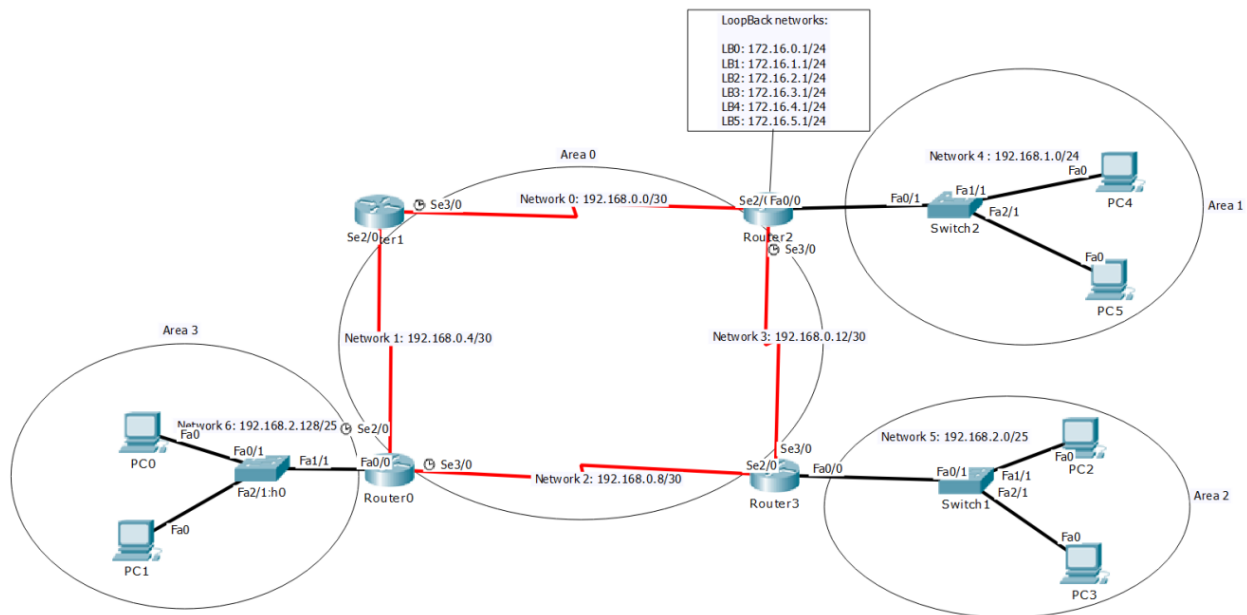 LoopBack networks:
LB0: 172.16.0.1/24
LB1: 172.16.1.1/24
LB2: 172.16.2.1/24
LB3: 172.16.3.1/24
LB4: 172.16.4.1/24
LB5: 172.16.5.1/24
Area 0
Network 4 : 192.168.1.0/24
Fa0
Se3/0
Network 0: 192.168.0.0/30
Se2/0
Fa0/0
Fa0/1
Fa1/1
PC4
Area 1
Se2/0
ter1
Router2
Fa2/1
Switch2
Se3/0
Fa0
PC5
Area 3
Network 1: 192.168.0.4/30
Network 3: 192.168.0.12/30
Network 6: 192.168.2.128/25
Se2/0
Fa0
Network 5: 192.168.2.0/25
PC0
Fa0/1
Fa1/1
Fa0/0
Se3/0
Se3/0
Se2/0
Fa0/0
Fa0/1
Fa1/1
Fa0
PC2
Fa2/1:h0
Router0
Network 2: 192.168.0.8/30
Router3
Switch1
Fa2/1
Area 2
Fa0
PC1
Fa0
PC3